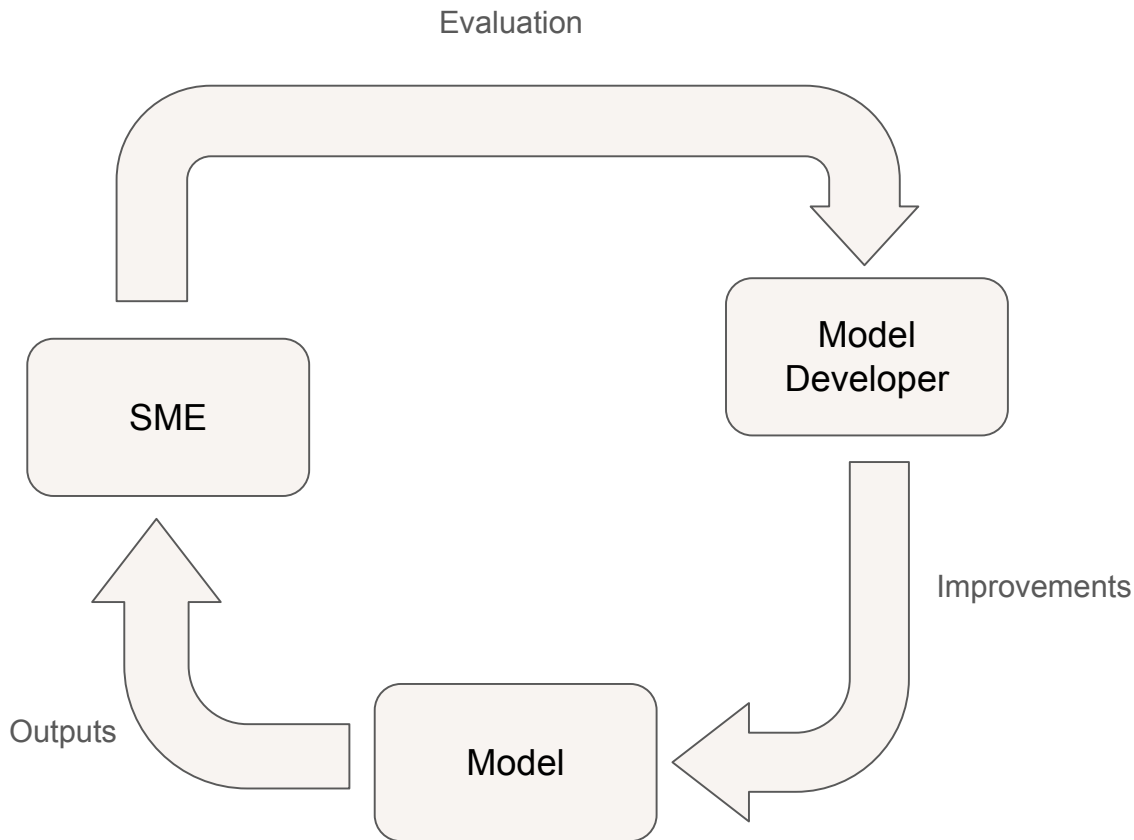 Evaluation
Model
Developer
SME
Improvements
Outputs
Model